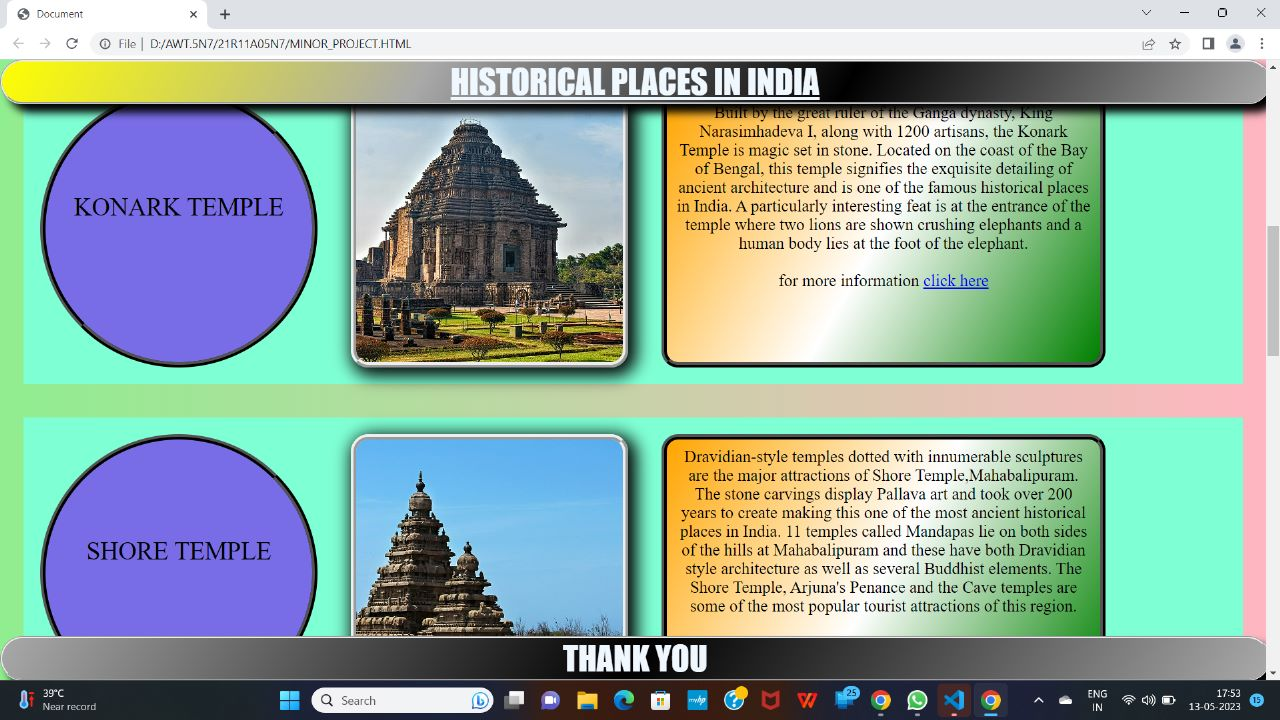 Document
File | D:/AWT.5N7/21R11A05N7/MINOR_PROJECT.HTML
HISTORICAL PLACES IN INDIA
KONARK TEMPLE
Built by the great ruler of the Ganga dynasty, King
Narasimhadeva I, along with 1200 artisans, the Konark
Temple is magic set in stone. Located on the coast of the Bay
of Bengal, this temple signifies the exquisite detailing of
ancient architecture and is one of the famous historical places
in India. A particularly interesting feat is at the entrance of the
temple where two lions are shown crushing elephants and a
human body lies at the foot of the elephant.
for more information click here
SHORE TEMPLE
Dravidian-style temples dotted with innumerable sculptures
are the major attractions of Shore Temple,Mahabalipuram.
The stone carvings display Pallava art and took over 200
years to create making this one of the most ancient historical
places in India. 11 temples called Mandapas lie on both sides
of the hills at Mahabalipuram and these have both Dravidian
style architecture as well as several Buddhist elements. The
Shore Temple, Arjuna's Penance and the Cave temples are
some of the most popular tourist attractions of this region.
THANK YOU
39°C
Near record
Search
25
ENG
IN
17:53
13-05-2023
15